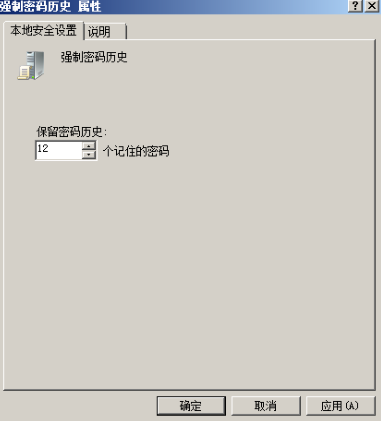 强制密码历史 属性
本地安全设置 说明
强制密码历史
保留密码历史:
12 个记住的密码
确定 取消 应用(A)